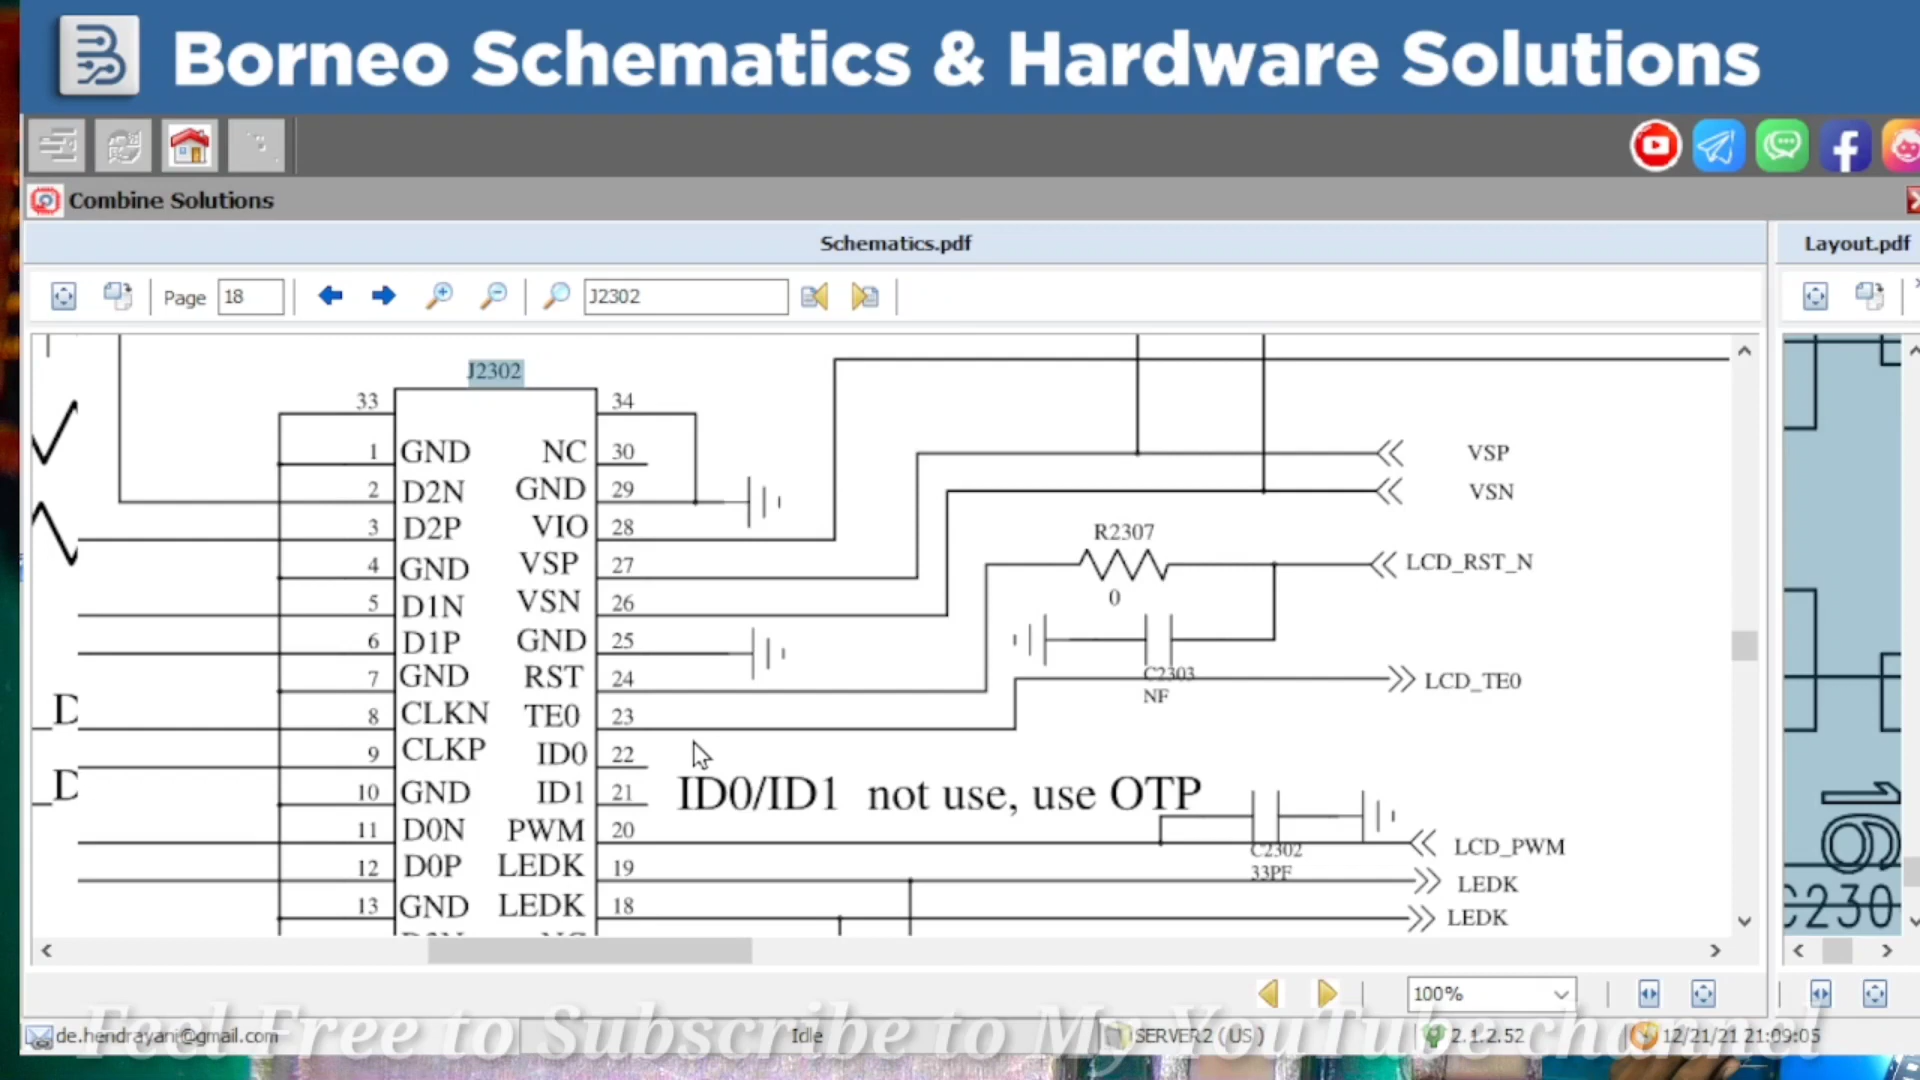 Borneo Schematics & Hardware Solutions
Combine Solutions
Schematics.pdf
Layout.pdf
Page 18
J2302
J2302
33 34
1 GND NC 30
2 D2N GND 29
3 D2P VIO 28
4 GND VSP 27
5 D1N VSN 26
6 D1P GND 25
7 GND RST 24
8 CLKN TE0 23
9 CLKP ID0 22
10 GND ID1 21
11 D0N PWM 20
12 D0P LEDK 19
13 GND LEDK 18
_D
_D
VSP
VSN
R2307
0
LCD_RST_N
C2303
NF
LCD_TE0
ID0/ID1 not use, use OTP
C2302
33PF
LCD_PWM
LEDK
LEDK
16
C230
100%
Feel Free to Subscribe to My YouTube channel
de.hendrayani@gmail.com
Idle
SERVER2 ( US )
2.1.2.52
12/21/21 21:09:05